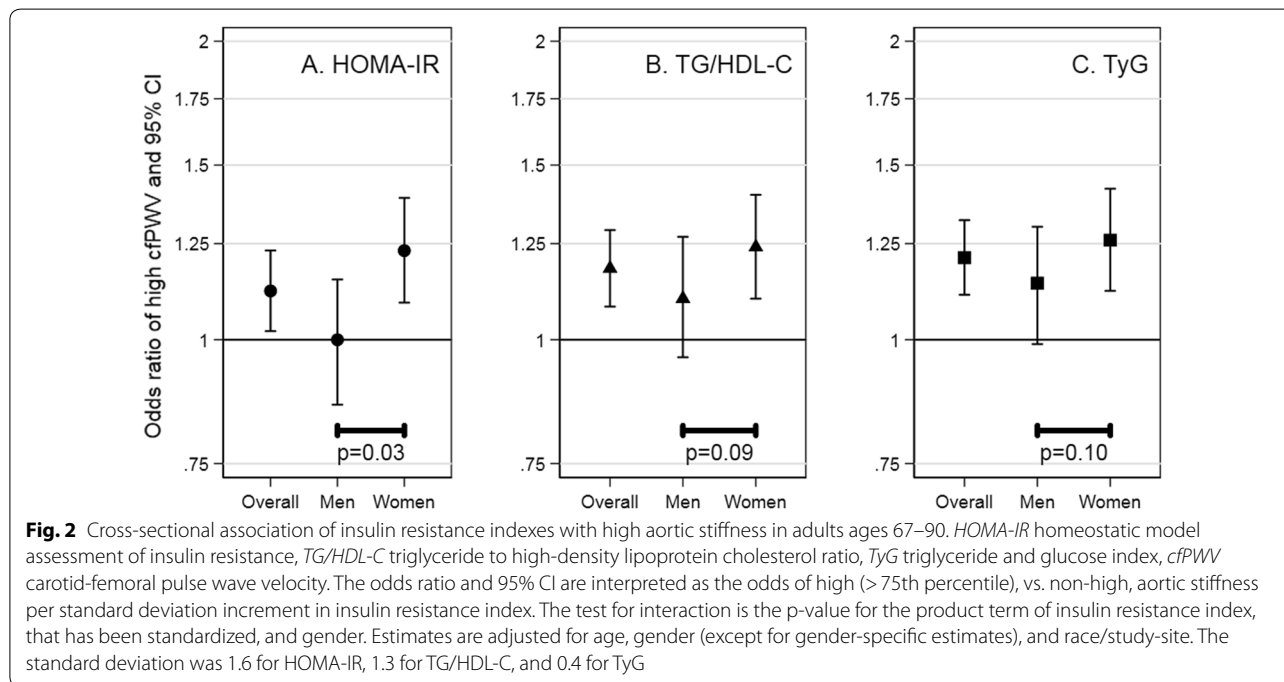 Odds ratio of high cfPWV and 95% CI
A. HOMA-IR
2
1.75
1.5
1.25
1
.75
p=0.03
Overall Men Women
B. TG/HDL-C
2
1.75
1.5
1.25
1
.75
p=0.09
Overall Men Women
C. TyG
2
1.75
1.5
1.25
1
.75
p=0.10
Overall Men Women
Fig. 2 Cross-sectional association of insulin resistance indexes with high aortic stiffness in adults ages 67–90. HOMA-IR homeostatic model
assessment of insulin resistance, TG/HDL-C triglyceride to high-density lipoprotein cholesterol ratio, TyG triglyceride and glucose index, cfPWV
carotid-femoral pulse wave velocity. The odds ratio and 95% CI are interpreted as the odds of high (> 75th percentile), vs. non-high, aortic stiffness
per standard deviation increment in insulin resistance index. The test for interaction is the p-value for the product term of insulin resistance index,
that has been standardized, and gender. Estimates are adjusted for age, gender (except for gender-specific estimates), and race/study-site. The
standard deviation was 1.6 for HOMA-IR, 1.3 for TG/HDL-C, and 0.4 for TyG